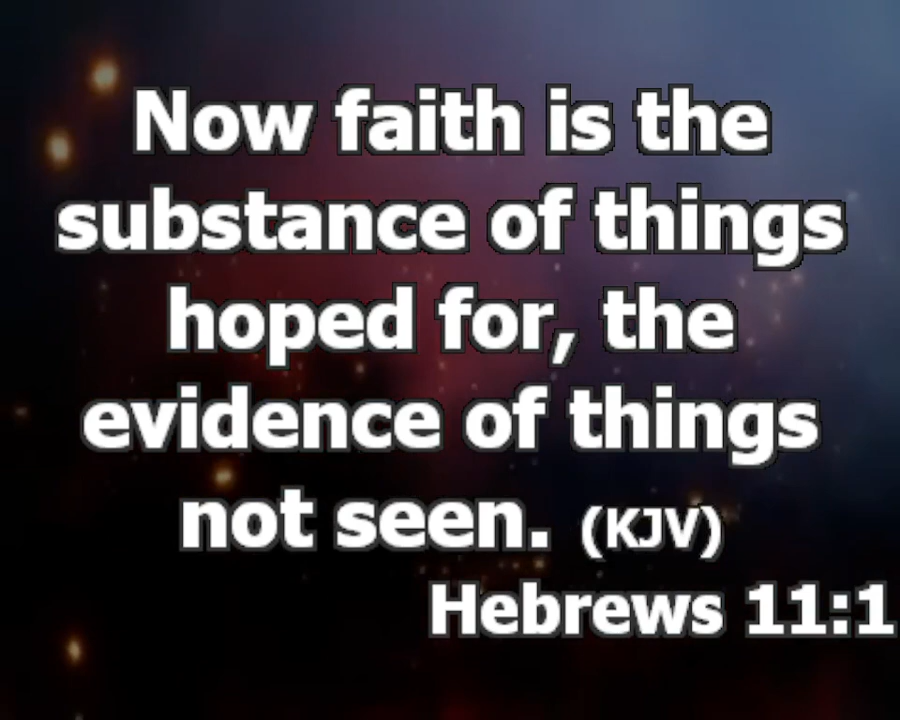 Now faith is the
substance of things
hoped for, the
evidence of things
not seen. (KJV)
Hebrews 11:1